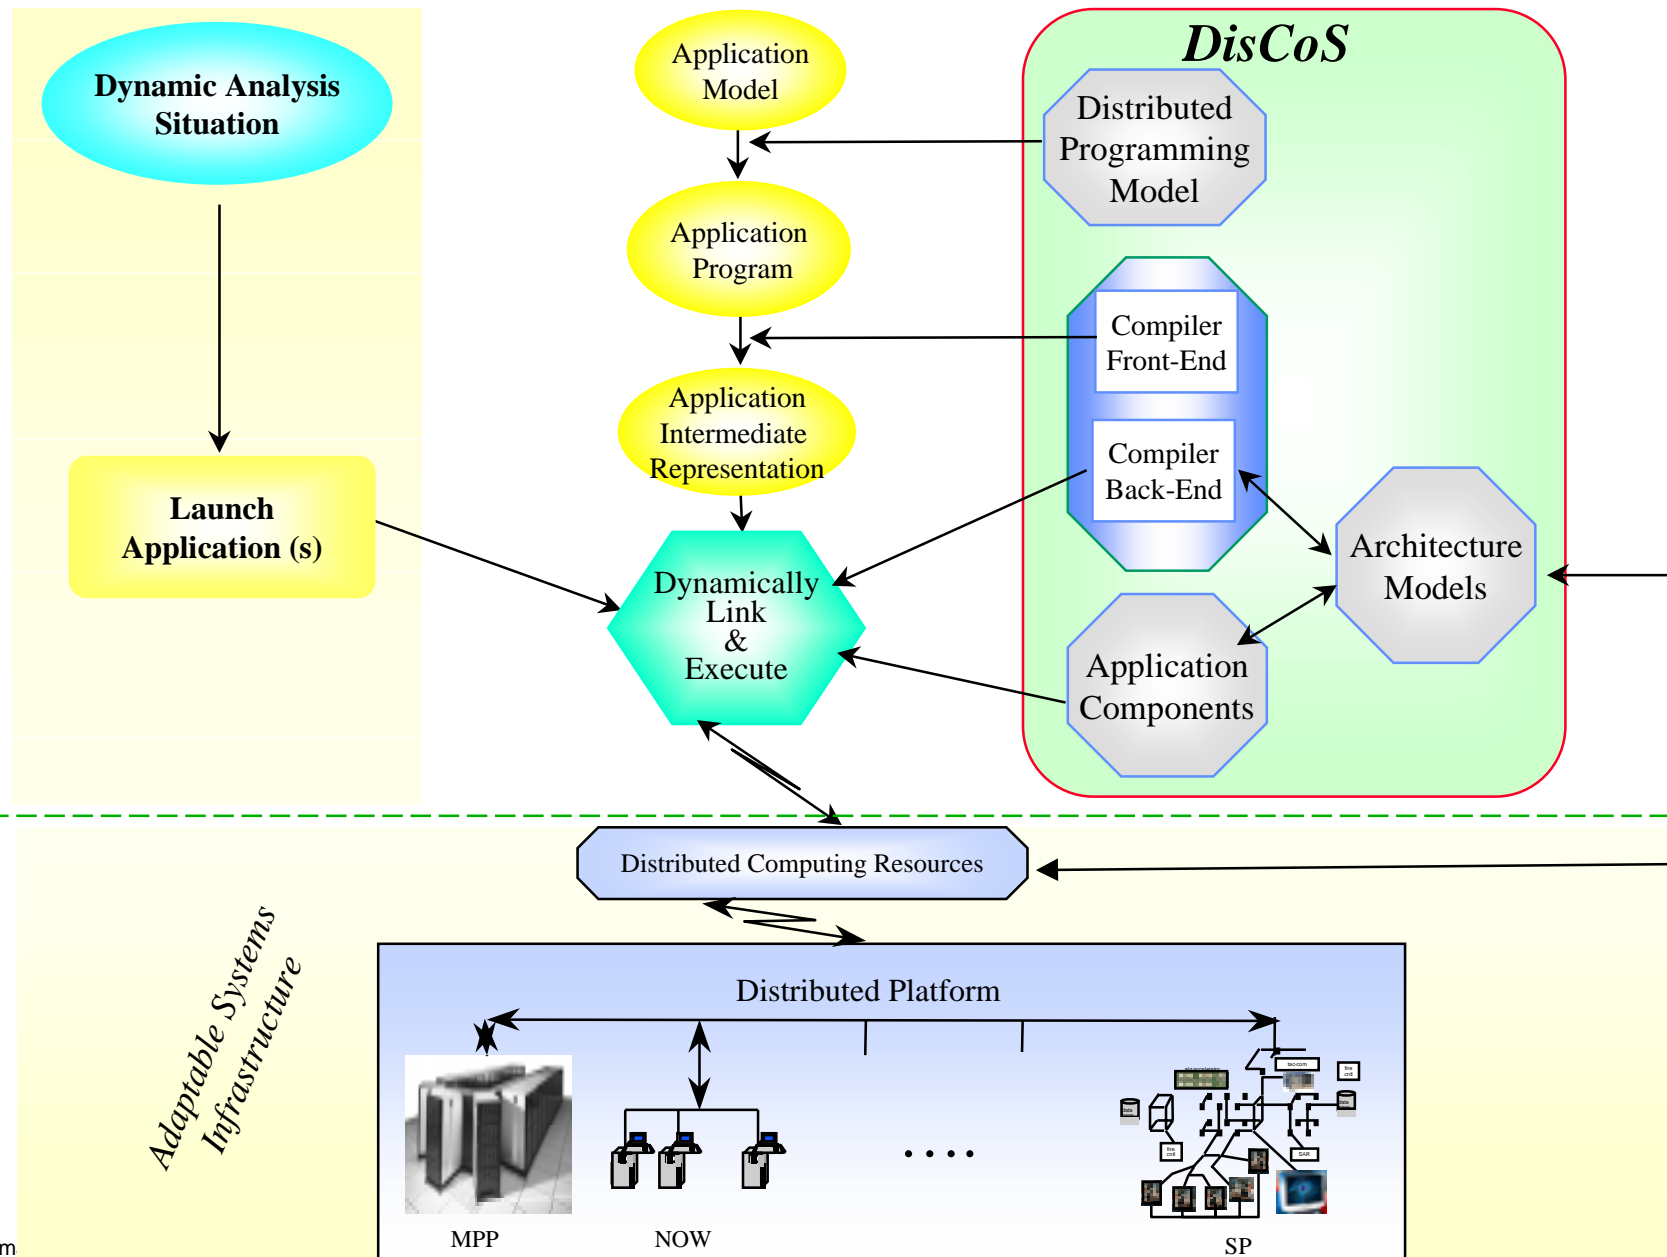 DisCoS
Dynamic Analysis
Situation
Application
Model
Distributed
Programming
Model
Application
Program
Compiler
Front-End
Application
Intermediate
Representation
Compiler
Back-End
Launch
Application (s)
Architecture
Models
Dynamically
Link
&
Execute
Application
Components
Distributed Computing Resources
Adaptable Systems
Infrastructure
Distributed Platform
. . . .
SAR
MPP
NOW
SP